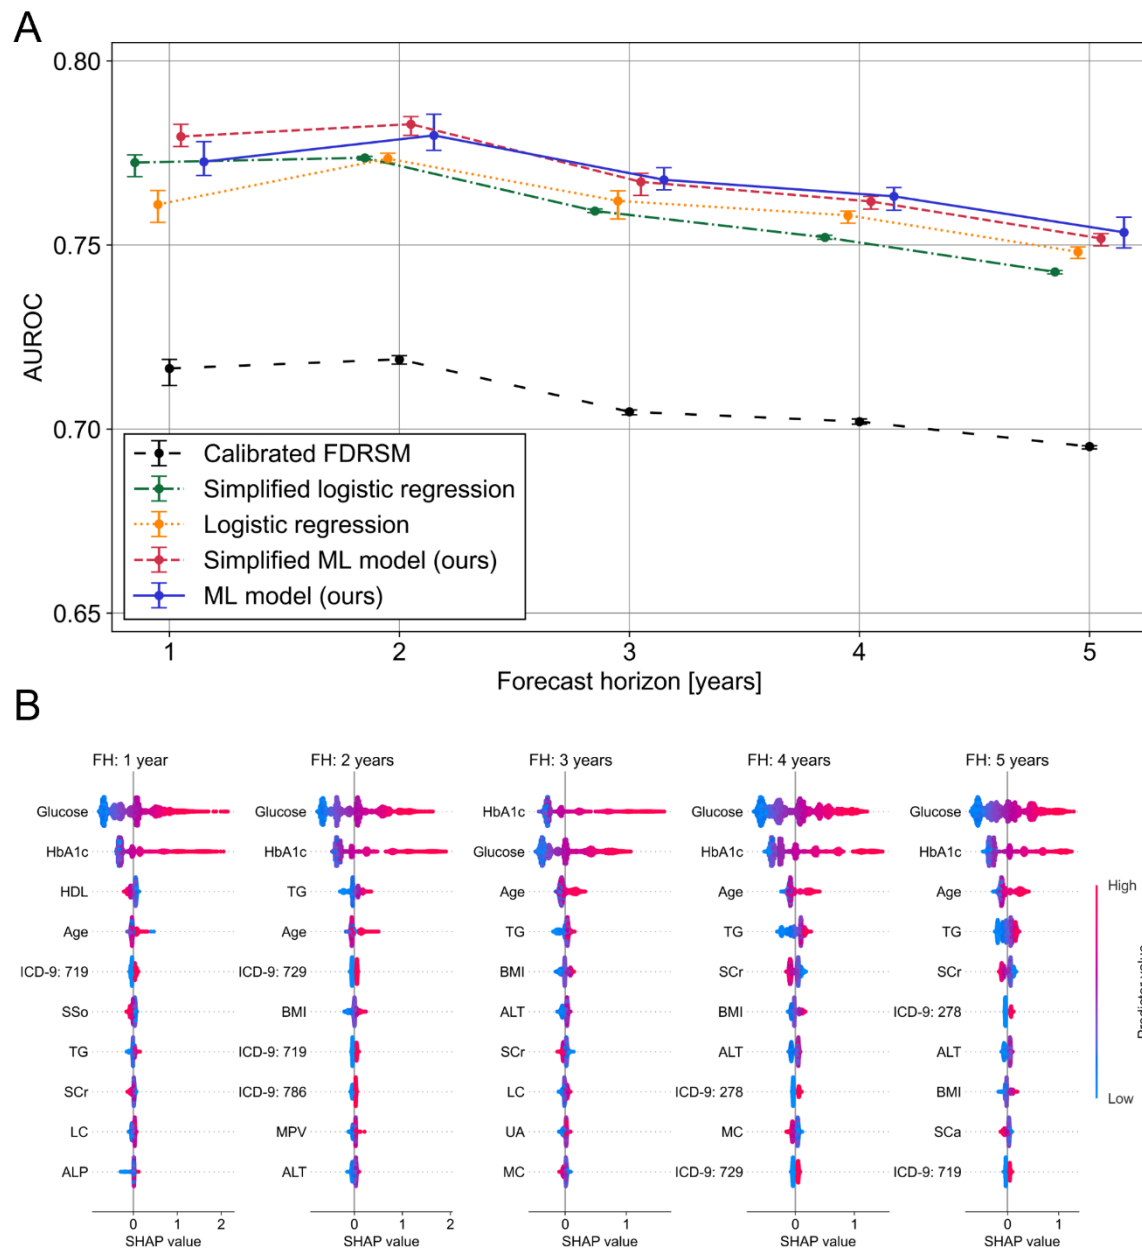 A
0.80
0.75
0.70
0.65
AUROC
Calibrated FDRSM
Simplified logistic regression
Logistic regression
Simplified ML model (ours)
ML model (ours)
1 2 3 4 5
Forecast horizon [years]
B
FH: 1 year
Glucose
HbA1c
HDL
Age
ICD-9: 719
SSo
TG
SCr
LC
ALP
0 1 2
SHAP value
FH: 2 years
Glucose
HbA1c
TG
Age
ICD-9: 729
BMI
ICD-9: 719
ICD-9: 786
MPV
ALT
0 1 2
SHAP value
FH: 3 years
HbA1c
Glucose
Age
TG
BMI
ALT
SCr
LC
UA
MC
0 1
SHAP value
FH: 4 years
Glucose
HbA1c
Age
TG
SCr
BMI
ALT
ICD-9: 278
MC
ICD-9: 729
0 1
SHAP value
FH: 5 years
Glucose
HbA1c
Age
TG
SCr
ICD-9: 278
ALT
BMI
SCa
ICD-9: 719
0 1
SHAP value
High
Low
Predictor value